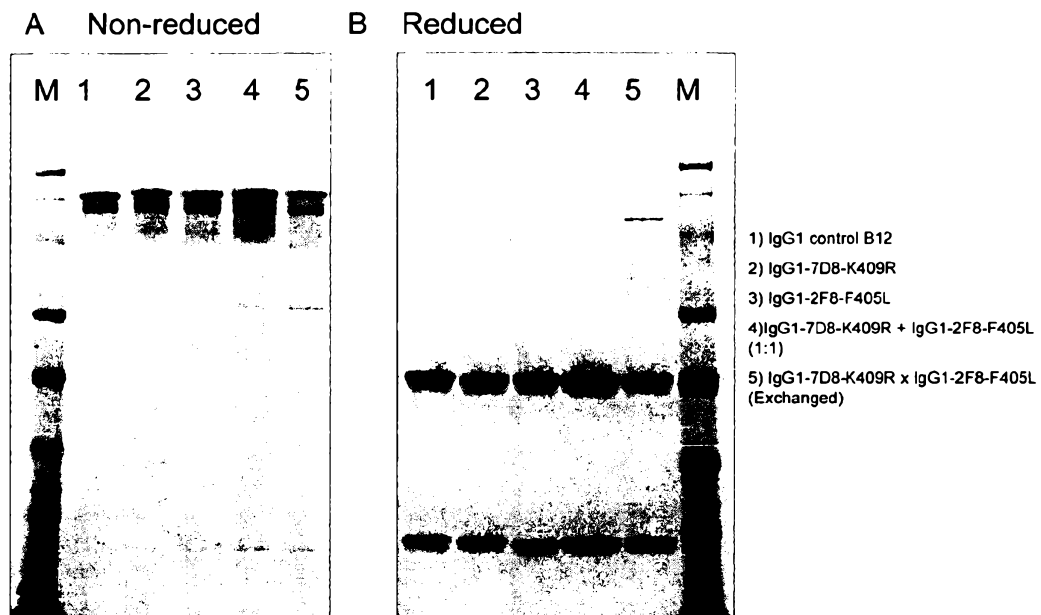 A Non-reduced
B Reduced
M 1 2 3 4 5
1 2 3 4 5 M
1) IgG1 control B12
2) IgG1-7D8-K409R
3) IgG1-2F8-F405L
4)IgG1-7D8-K409R + IgG1-2F8-F405L
(1:1)
5) IgG1-7D8-K409R x IgG1-2F8-F405L
(Exchanged)